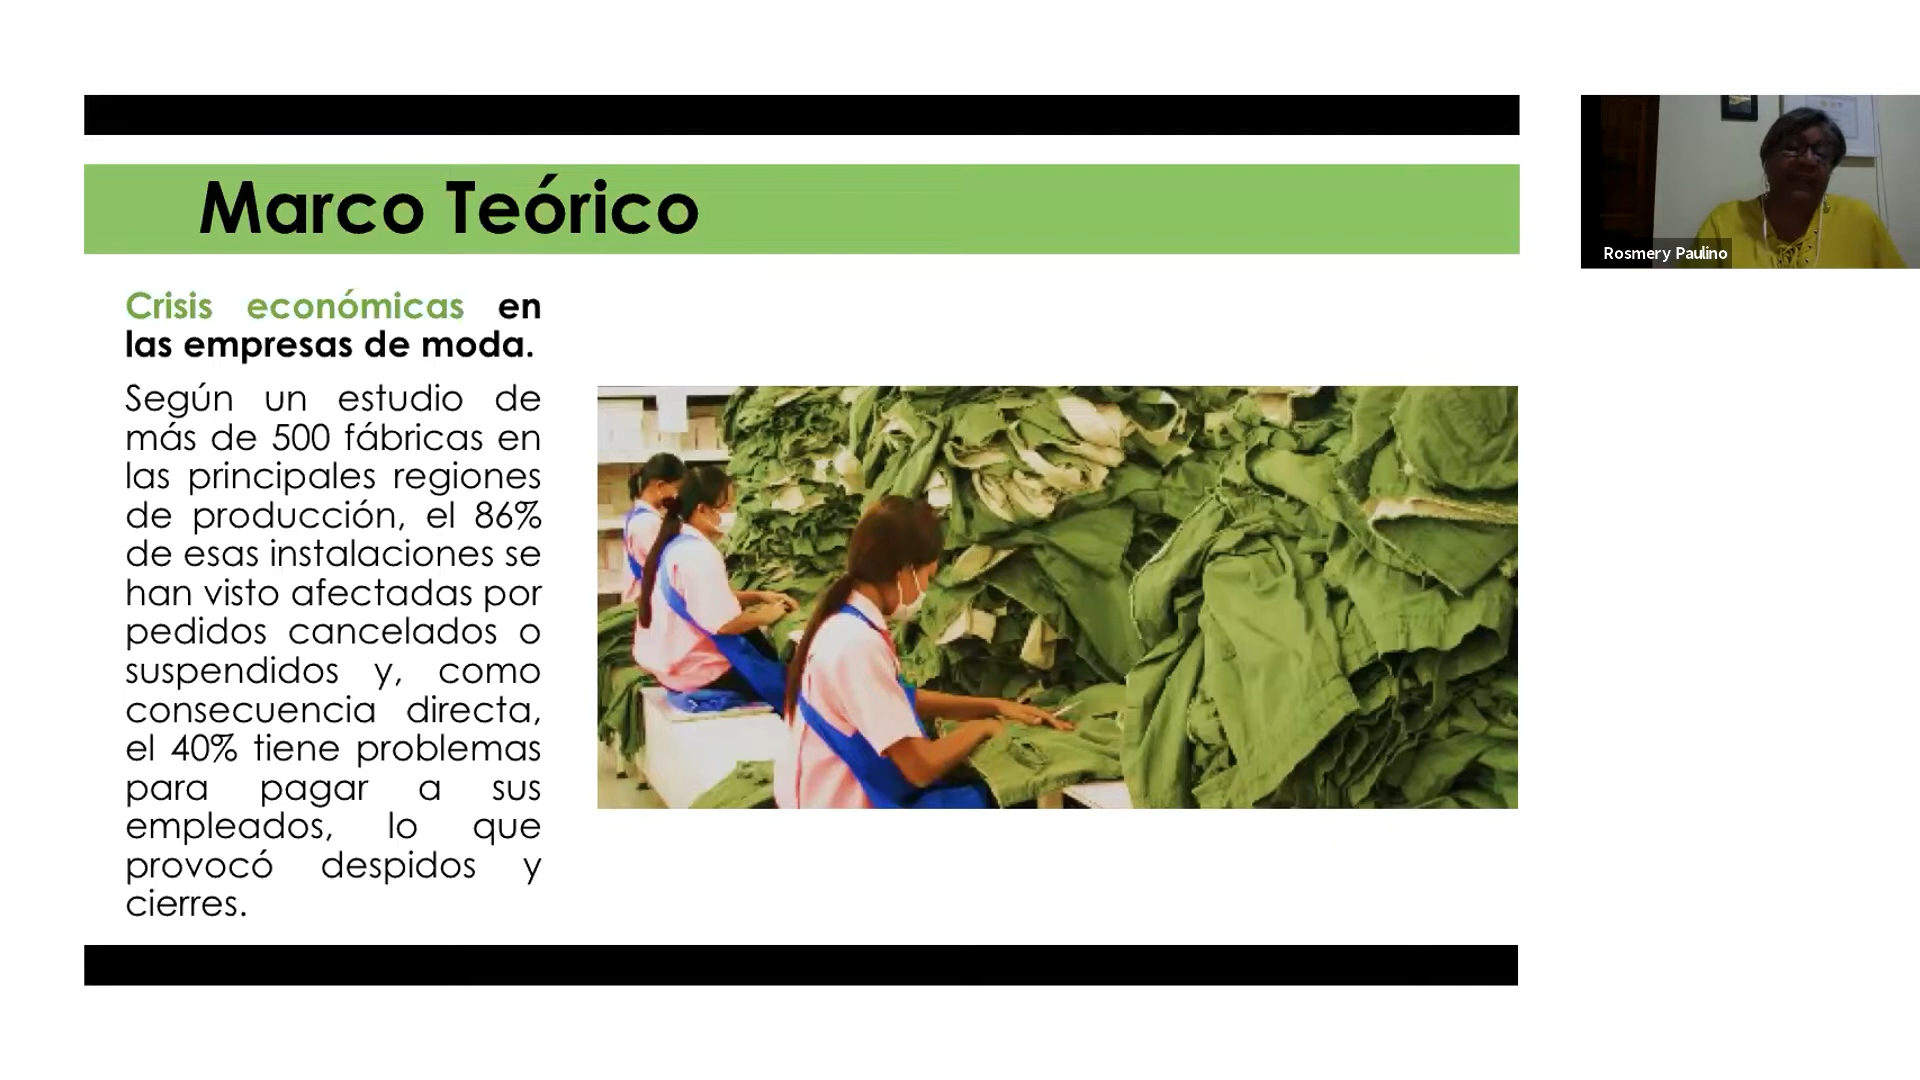 Marco Teórico
Rosmery Paulino
Crisis económicas en
las empresas de moda.
Según un estudio de
más de 500 fábricas en
las principales regiones
de producción, el 86%
de esas instalaciones se
han visto afectadas por
pedidos cancelados o
suspendidos y, como
consecuencia directa,
el 40% tiene problemas
para pagar a sus
empleados, lo que
provocó despidos y
cierres.